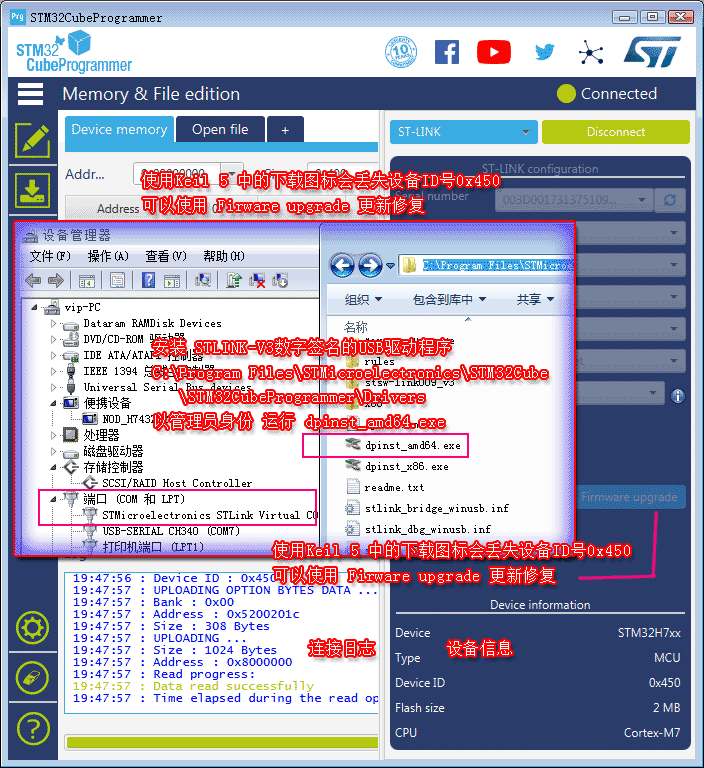 STM32CubeProgrammer
STM32
CubeProgrammer
Memory & File edition
Connected
Device memory
Open file
+
ST-LINK
Disconnect
Addr...
ST-LINK configuration
使用Keil 5 中的下载图标会丢失设备ID号0x450
可以使用 Firware upgrade 更新修复
number
003D001731375109...
Address
设备管理器
文件(F) 操作(A) 查看(V) 帮助(H)
C:\Program Files\STMicroe
组织 包含到库中 共享
名称
vip-PC
Dataram RAMDisk Devices
DVD/CD-ROM 驱动器
IDE ATA/ATAPI 控制器
IEEE 1394
Universal Serial Bus devices
便携设备
NOD_H743
处理器
磁盘驱动器
存储控制器
SCSI/RAID Host Controller
端口 (COM 和 LPT)
STMicroelectronics STLink Virtual CO
USB-SERIAL CH340 (COM7)
打印机端口 (LPT1)
安装 STLINK-V3数字签名的USB驱动程序
C:\Program Files\STMicroelectronics\STM32Cube
\STM32CubeProgrammer\Drivers
以管理员身份 运行 dpinst_amd64.exe
rules
stsw-link009_v3
x86
dpinst_amd64.exe
dpinst_x86.exe
readme.txt
stlink_bridge_winusb.inf
stlink_dbg_winusb.inf
Firmware upgrade
使用Keil 5 中的下载图标会丢失设备ID号0x450
可以使用 Firware upgrade 更新修复
19:47:56 : Device ID : 0x450
19:47:57 : UPLOADING OPTION BYTES DATA ...
19:47:57 : Bank : 0x00
19:47:57 : Address : 0x5200201c
19:47:57 : Size : 308 Bytes
19:47:57 : UPLOADING ...
19:47:57 : Size : 1024 Bytes
19:47:57 : Address : 0x8000000
19:47:57 : Read progress:
19:47:57 : Data read successfully
19:47:57 : Time elapsed during the read op
连接日志
设备信息
Device information
Device STM32H7xx
Type MCU
Device ID 0x450
Flash size 2 MB
CPU Cortex-M7